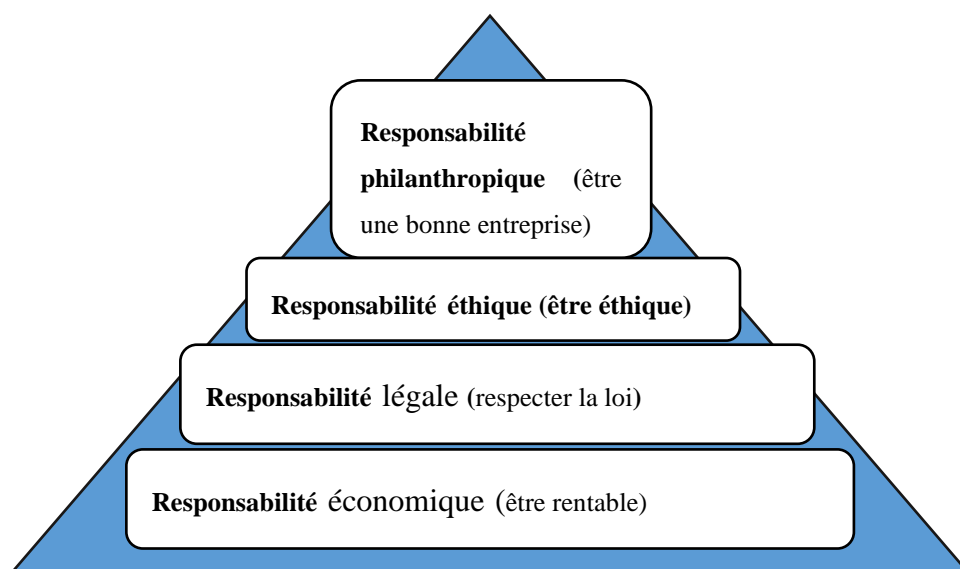 Responsabilité
philanthropique (être
une bonne entreprise)
Responsabilité éthique (être éthique)
Responsabilité légale (respecter la loi)
Responsabilité économique (être rentable)